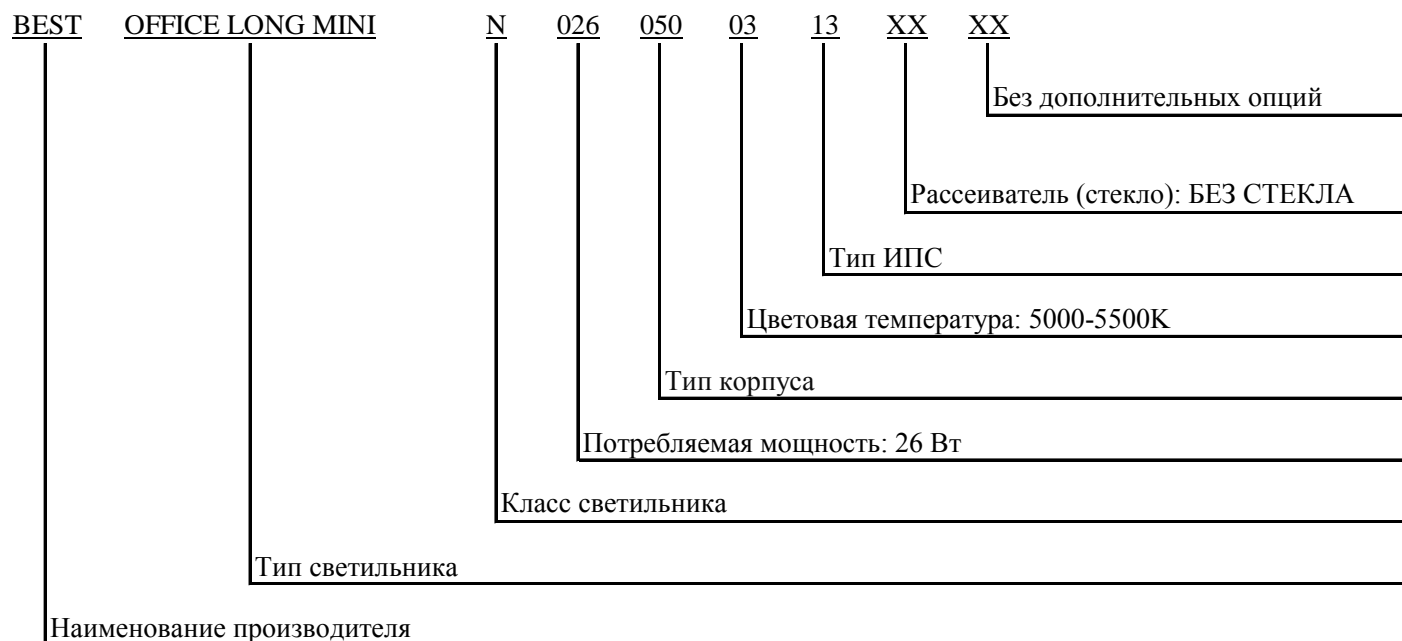 BEST OFFICE LONG MINI N 026 050 03 13 XX XX
Без дополнительных опций
Рассеиватель (стекло): БЕЗ СТЕКЛА
Тип ИПС
Цветовая температура: 5000-5500K
Тип корпуса
Потребляемая мощность: 26 Вт
Класс светильника
Тип светильника
Наименование производителя